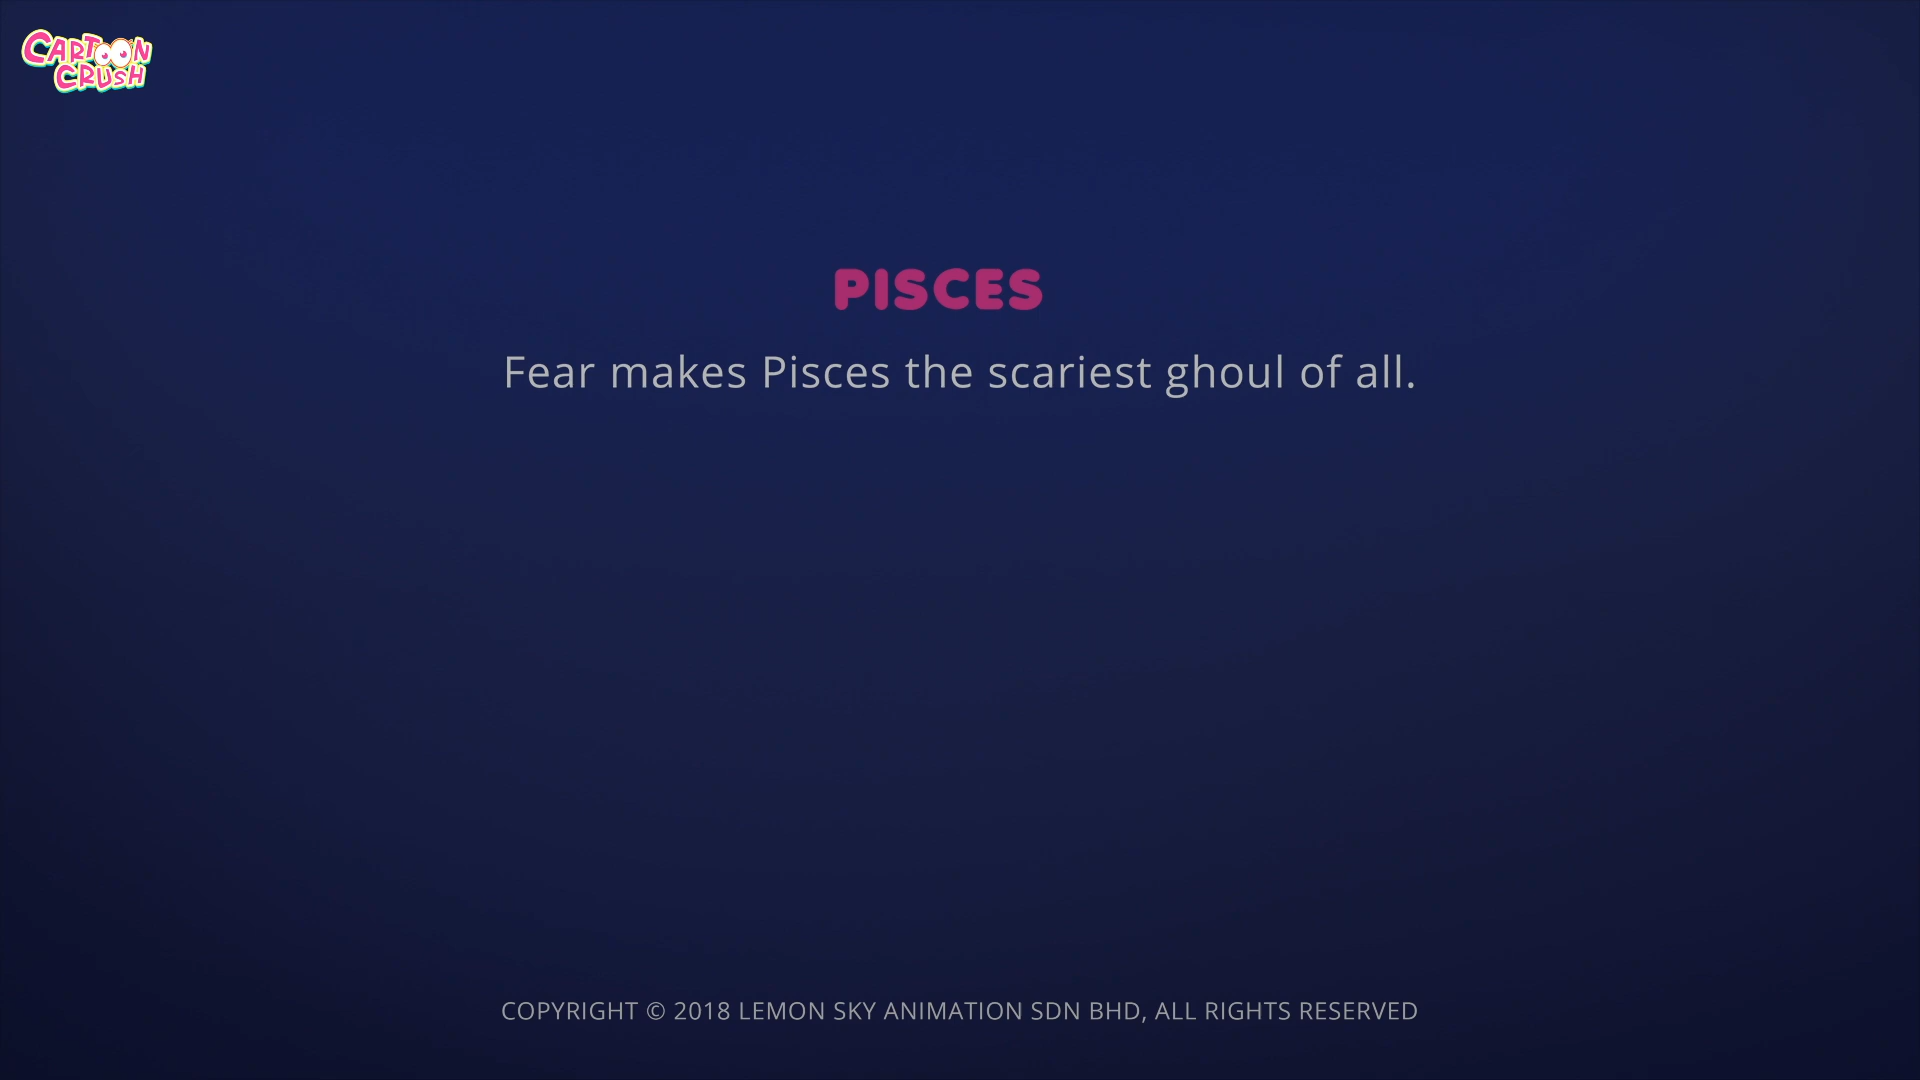 CARTOON
CRUSH
PISCES
Fear makes Pisces the scariest ghoul of all.
COPYRIGHT © 2018 LEMON SKY ANIMATION SDN BHD, ALL RIGHTS RESERVED